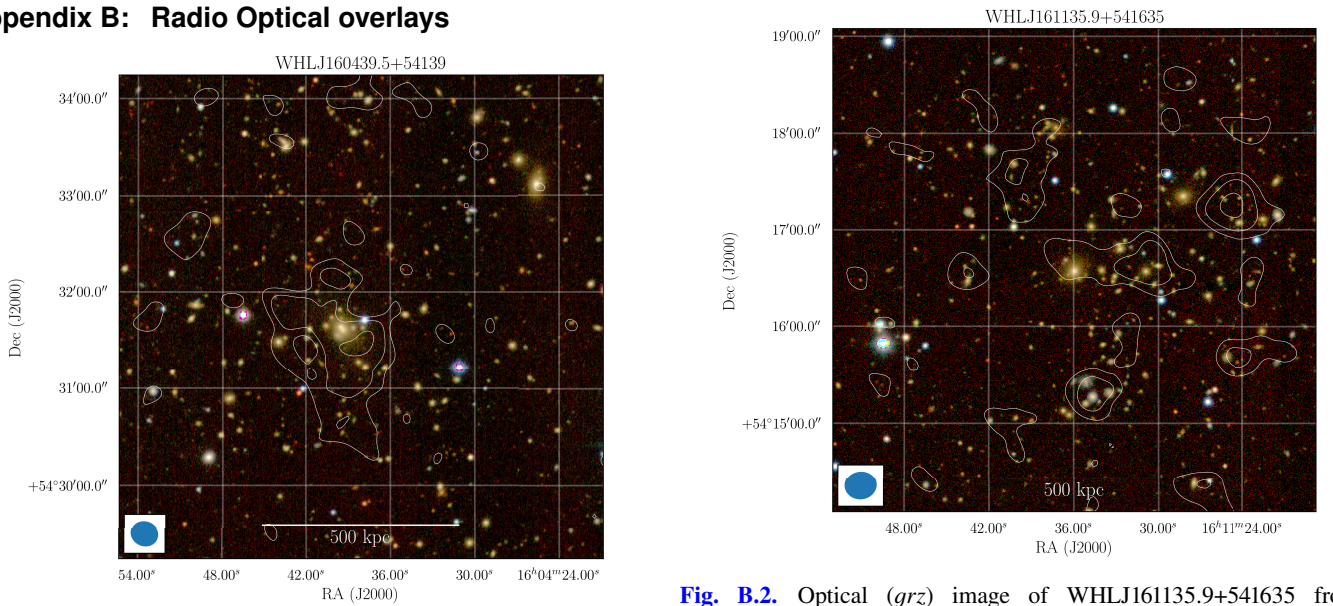 pendix B: Radio Optical overlays
WHLJ160439.5+54139
34′00.0″
33′00.0″
32′00.0″
31′00.0″
+54°30′00.0″
Dec (J2000)
500 kpc
54.00ˢ 48.00ˢ 42.00ˢ 36.00ˢ 30.00ˢ 16ʰ04ᵐ24.00ˢ
RA (J2000)
WHLJ161135.9+541635
19′00.0″
18′00.0″
17′00.0″
16′00.0″
+54°15′00.0″
Dec (J2000)
500 kpc
48.00ˢ 42.00ˢ 36.00ˢ 30.00ˢ 16ʰ11ᵐ24.00ˢ
RA (J2000)
Fig. B.2. Optical (grz) image of WHLJ161135.9+541635 fro